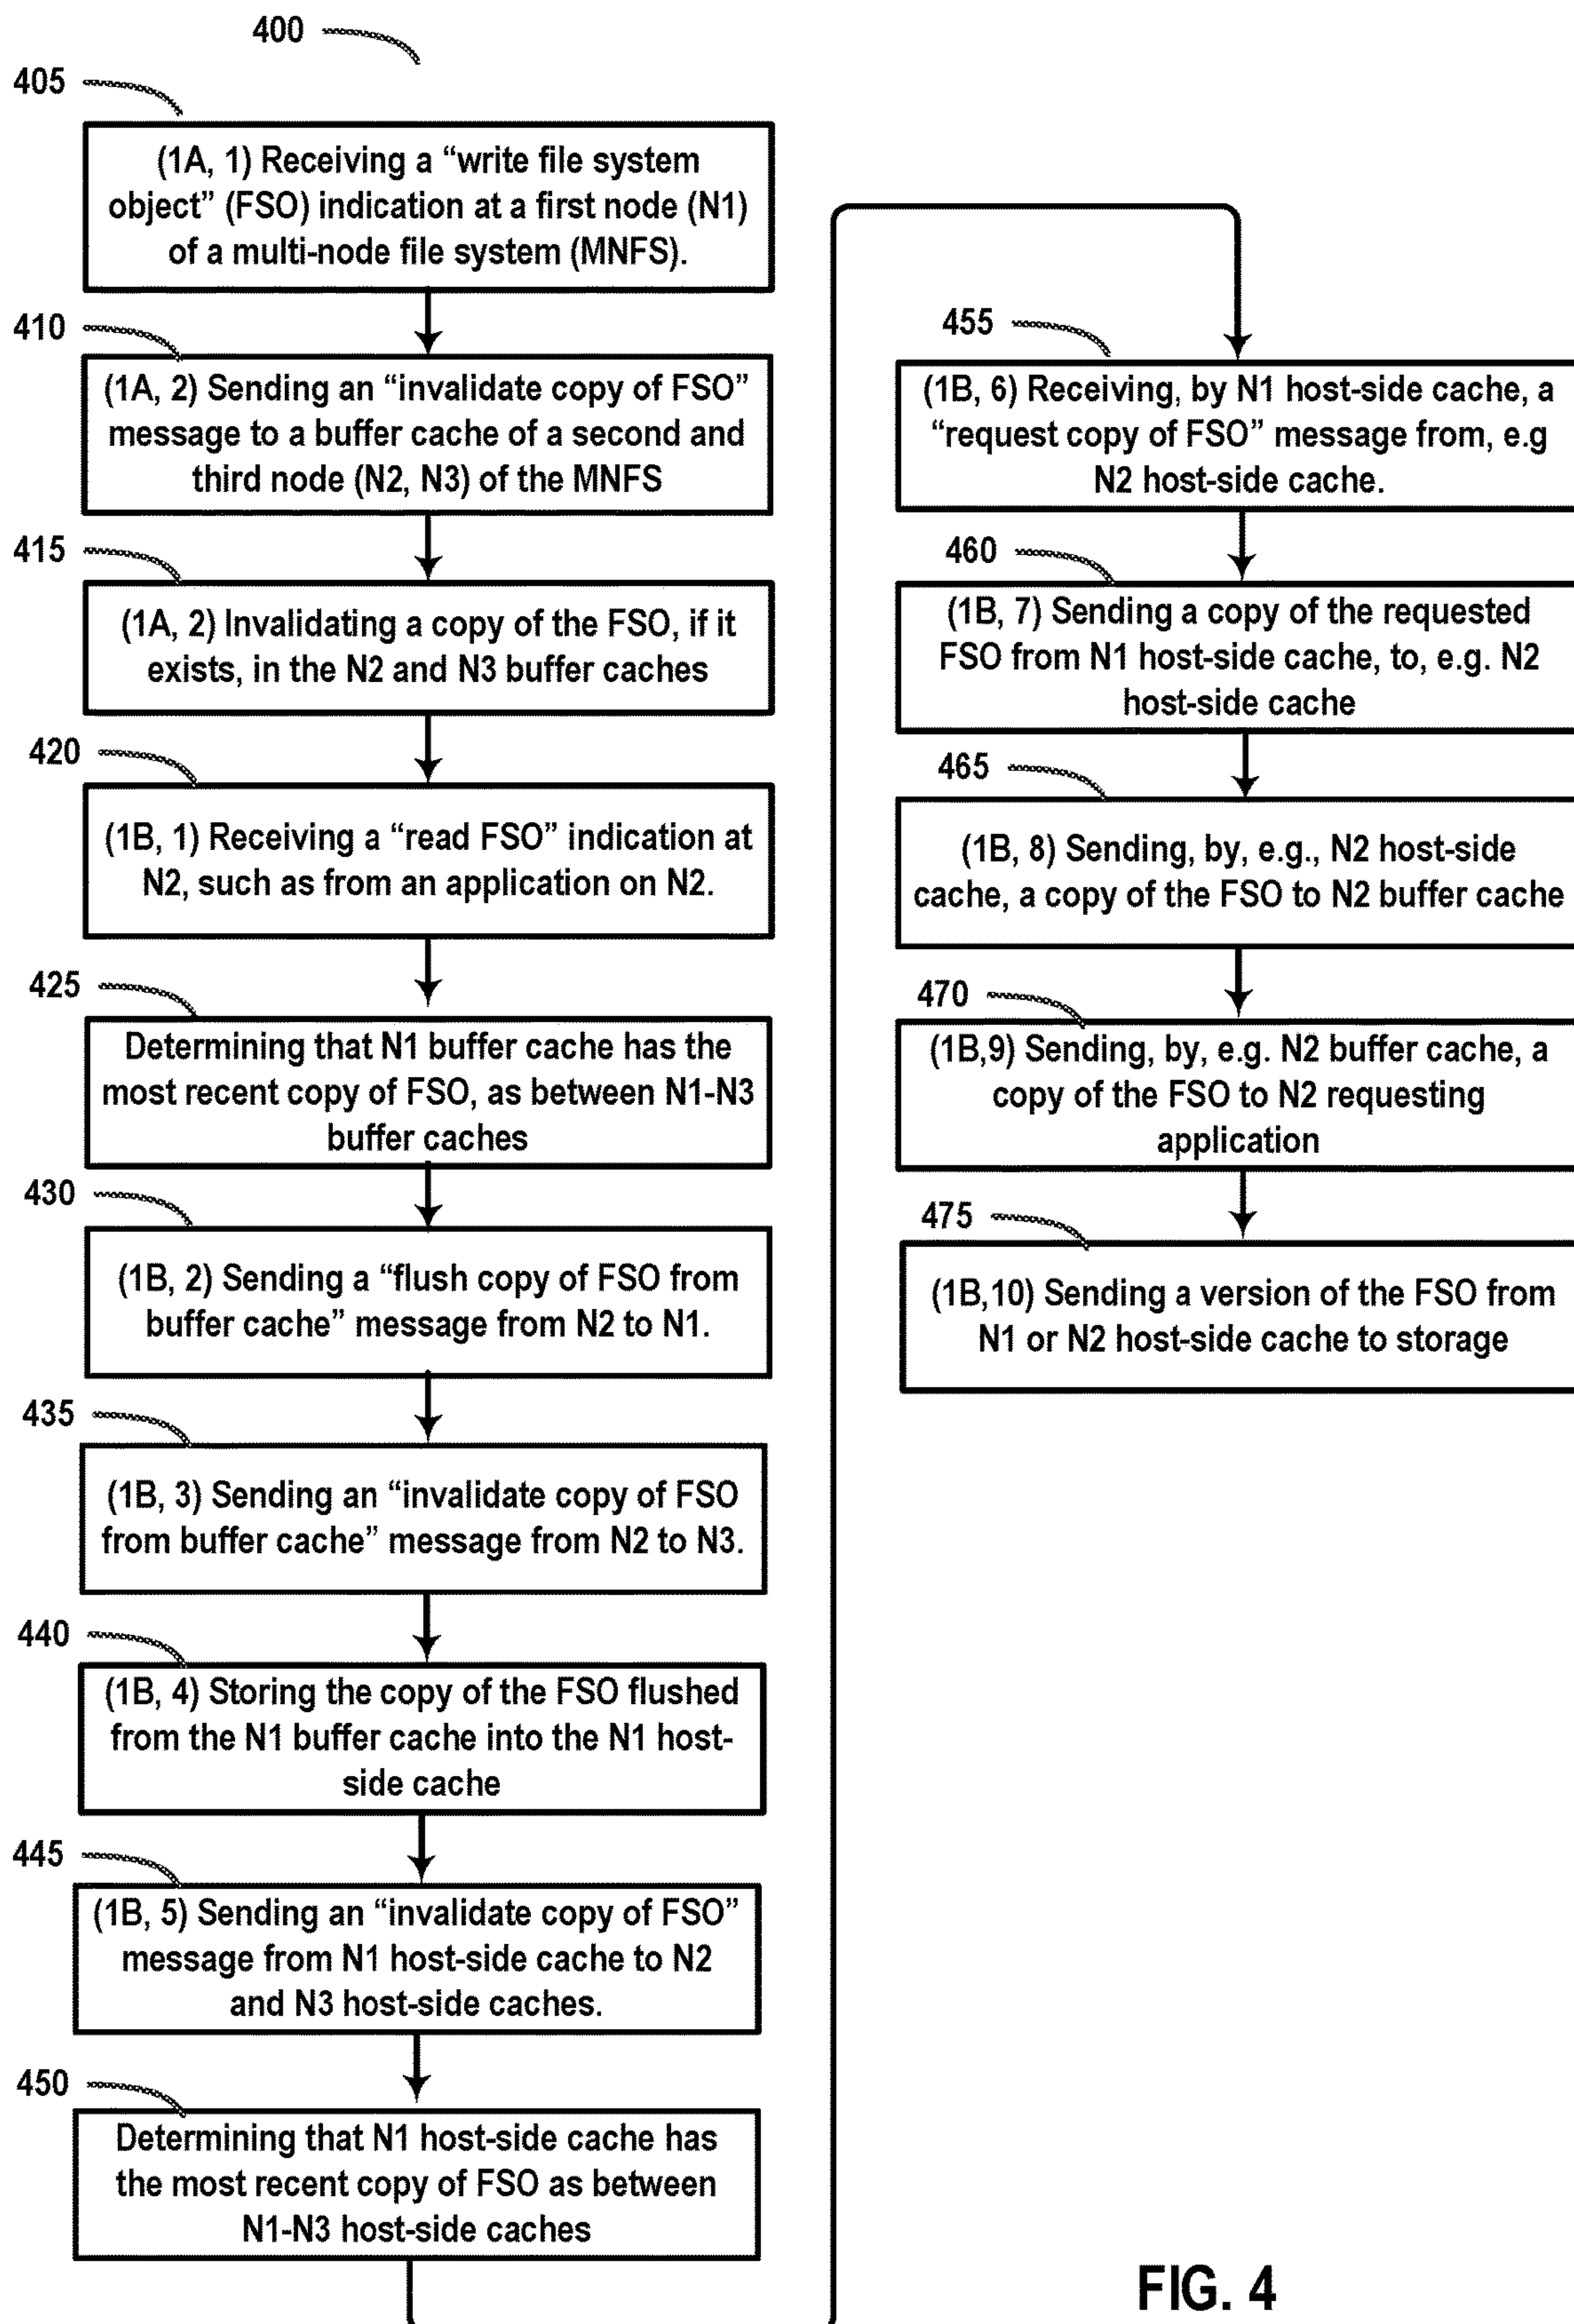 400
405
(1A, 1) Receiving a “write file system
object” (FSO) indication at a first node (N1)
of a multi-node file system (MNFS).
410
(1A, 2) Sending an “invalidate copy of FSO”
message to a buffer cache of a second and
third node (N2, N3) of the MNFS
415
(1A, 2) Invalidating a copy of the FSO, if it
exists, in the N2 and N3 buffer caches
420
(1B, 1) Receiving a “read FSO” indication at
N2, such as from an application on N2.
425
Determining that N1 buffer cache has the
most recent copy of FSO, as between N1-N3
buffer caches
430
(1B, 2) Sending a “flush copy of FSO from
buffer cache” message from N2 to N1.
435
(1B, 3) Sending an “invalidate copy of FSO
from buffer cache” message from N2 to N3.
440
(1B, 4) Storing the copy of the FSO flushed
from the N1 buffer cache into the N1 host-
side cache
445
(1B, 5) Sending an “invalidate copy of FSO”
message from N1 host-side cache to N2
and N3 host-side caches.
450
Determining that N1 host-side cache has
the most recent copy of FSO as between
N1-N3 host-side caches
455
(1B, 6) Receiving, by N1 host-side cache, a
“request copy of FSO” message from, e.g
N2 host-side cache.
460
(1B, 7) Sending a copy of the requested
FSO from N1 host-side cache, to, e.g. N2
host-side cache
465
(1B, 8) Sending, by, e.g., N2 host-side
cache, a copy of the FSO to N2 buffer cache
470
(1B,9) Sending, by, e.g. N2 buffer cache, a
copy of the FSO to N2 requesting
application
475
(1B,10) Sending a version of the FSO from
N1 or N2 host-side cache to storage
FIG. 4